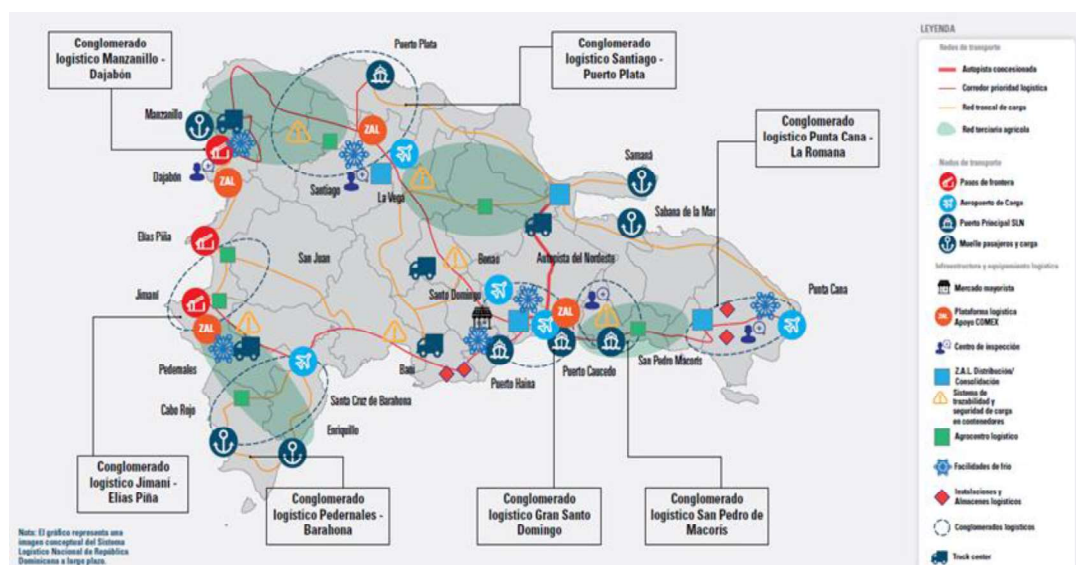 Conglomerado
logístico Manzanillo -
Dajabón
Conglomerado
logístico Santiago -
Puerto Plata
Conglomerado
logístico Punta Cana -
La Romana
Puerto Plata
Manzanillo
Dajabón
ZAL
ZAL
Santiago
La Vega
Samaná
Sabana de la Mar
Elías Piña
San Juan
Bonao
Autopista del Nordeste
Jimaní
Santo Domingo
Punta Cana
ZAL
ZAL
Pedernales
Baní
Puerto Haina
Puerto Caucedo
San Pedro Macorís
Cabo Rojo
Santa Cruz de Barahona
Enriquillo
Conglomerado
logístico Jimaní -
Elías Piña
Conglomerado
logístico Pedernales -
Barahona
Conglomerado
logístico Gran Santo
Domingo
Conglomerado
logístico San Pedro de
Macorís
Nota: El gráfico representa una
imagen conceptual del Sistema
Logístico Nacional de República
Dominicana a largo plazo.
LEYENDA
Nodos de transporte
Autopista concesionada
Corredor prioridad logística
Red troncal de carga
Red terciaria agrícola
Nodos de transporte
Pasos de frontera
Aeropuerto de Carga
Puerto Principal SLN
Muelle pasajeros y carga
Infraestructura y equipamiento logístico
Mercado mayorista
ZAL
Plataforma logística
Apoyo COMEX
Centro de inspección
Z.A.L. Distribución/
Consolidación
Sistema de
trazabilidad y
seguridad de carga
en contenedores
Agrocentro logístico
Facilidades de frío
Instalaciones y
Almacenes logísticos
Conglomerados logísticos
Truck center